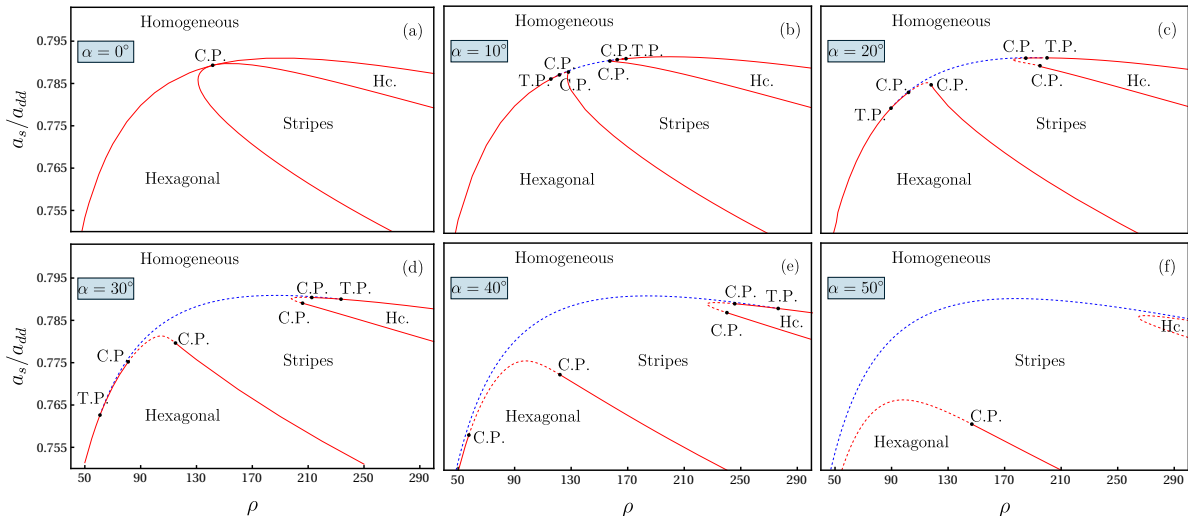 Homogeneous
(a)
0.795
α = 0°
C.P.
0.785
Hc.
a_s/a_dd
0.775
Stripes
0.765
Hexagonal
0.755
Homogeneous
(b)
α = 10°
C.P.T.P.
C.P.
C.P.
T.P.
C.P.
Hc.
Stripes
Hexagonal
Homogeneous
(c)
α = 20°
C.P. T.P.
C.P.
C.P.
C.P.
Hc.
T.P.
Stripes
Hexagonal
Homogeneous
(d)
0.795
α = 30°
C.P. T.P.
C.P.
0.785
Hc.
C.P.
C.P.
a_s/a_dd
0.775
Stripes
T.P.
0.765
Hexagonal
0.755
50 90 130 170 210 250 290
ρ
Homogeneous
(e)
α = 40°
C.P.
T.P.
C.P.
Hc.
Stripes
C.P.
Hexagonal
C.P.
50 90 130 170 210 250 290
ρ
Homogeneous
(f)
α = 50°
Hc.
Stripes
C.P.
Hexagonal
50 90 130 170 210 250 290
ρ